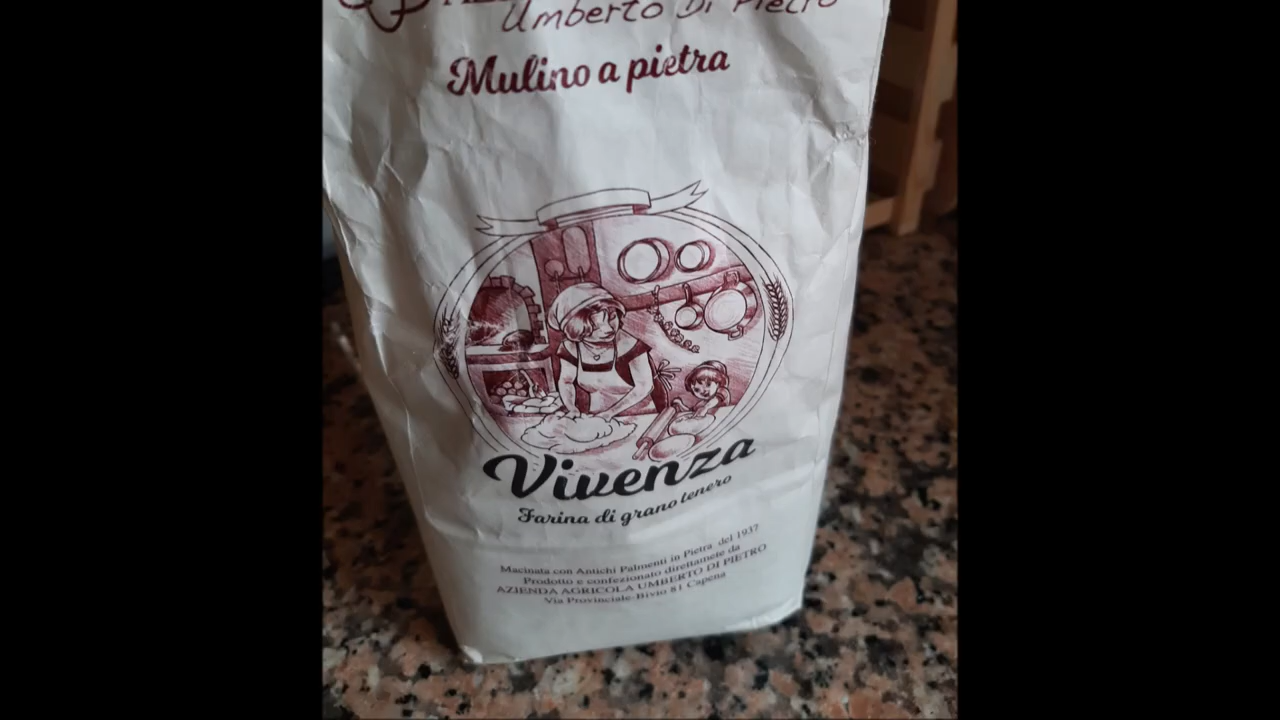 Umberto Di Pietro
Mulino a pietra
Vivenza
Farina di grano tenero
Macinata con Antichi Palmenti in Pietra del 1937
Prodotto e confezionato direttamete da
AZIENDA AGRICOLA UMBERTO DI PIETRO
Via Provinciale-Bivio 81 Capena